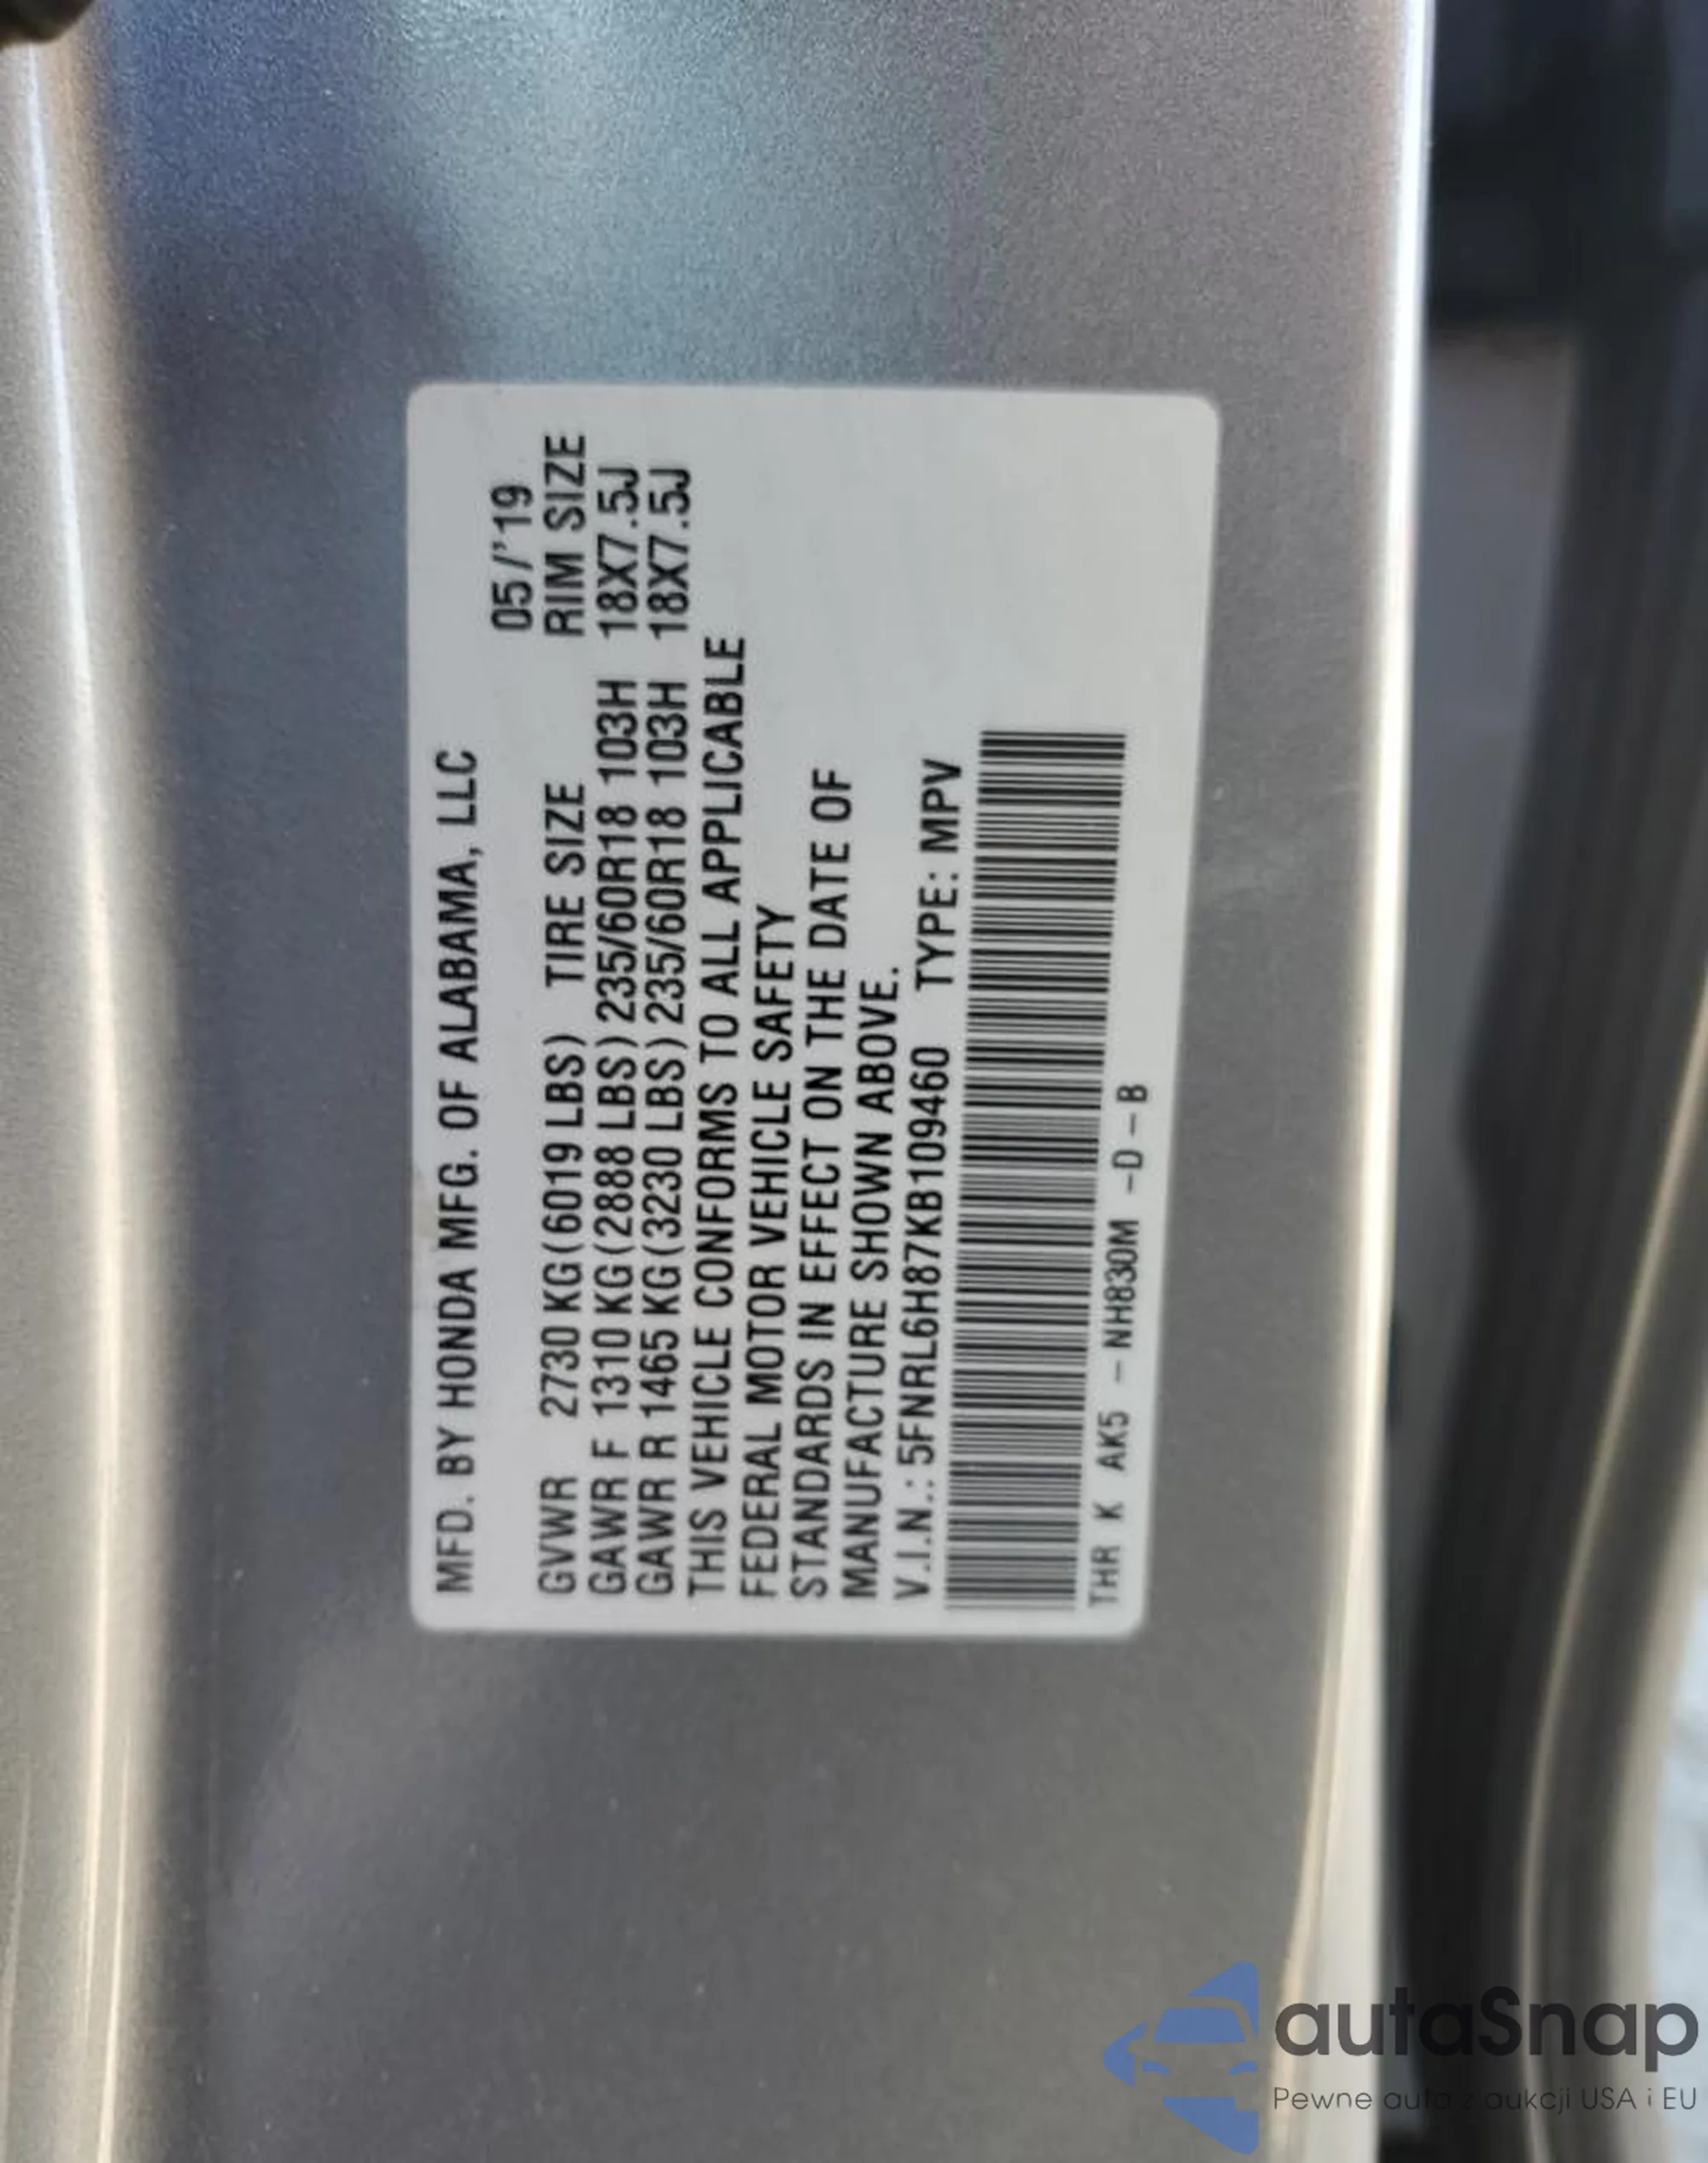 MFD. BY HONDA MFG. OF ALABAMA, LLC
05/'19
GVWR 2730 KG(6019 LBS) TIRE SIZE RIM SIZE
GAWR F 1310 KG(2888 LBS) 235/60R18 103H 18X7.5J
GAWR R 1465 KG(3230 LBS) 235/60R18 103H 18X7.5J
THIS VEHICLE CONFORMS TO ALL APPLICABLE
FEDERAL MOTOR VEHICLE SAFETY
STANDARDS IN EFFECT ON THE DATE OF
MANUFACTURE SHOWN ABOVE.
V.I.N.: 5FNRL6H87KB109460 TYPE: MPV
THR K AK5 -NH830M -D-B
autaSnap
Pewne auta z aukcji USA i EU